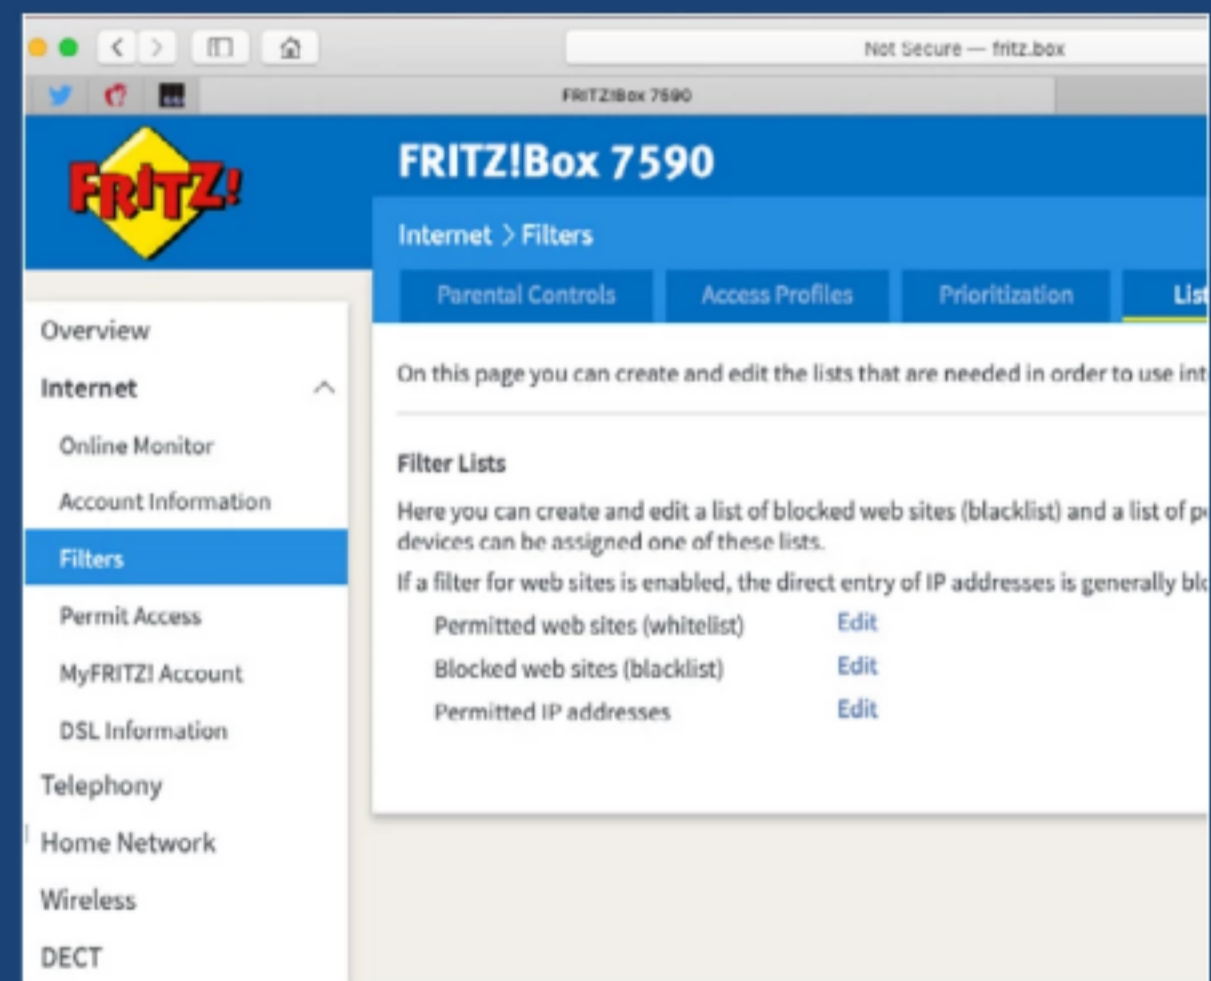 Not Secure — fritz.box
FRITZ!Box 7590
FRITZ!
FRITZ!Box 7590
Internet > Filters
Parental Controls
Access Profiles
Prioritization
List
Overview
Internet
Online Monitor
Account Information
Filters
Permit Access
MyFRITZ! Account
DSL Information
Telephony
Home Network
Wireless
DECT
On this page you can create and edit the lists that are needed in order to use int
Filter Lists
Here you can create and edit a list of blocked web sites (blacklist) and a list of p
devices can be assigned one of these lists.
If a filter for web sites is enabled, the direct entry of IP addresses is generally blo
Permitted web sites (whitelist) Edit
Blocked web sites (blacklist) Edit
Permitted IP addresses Edit